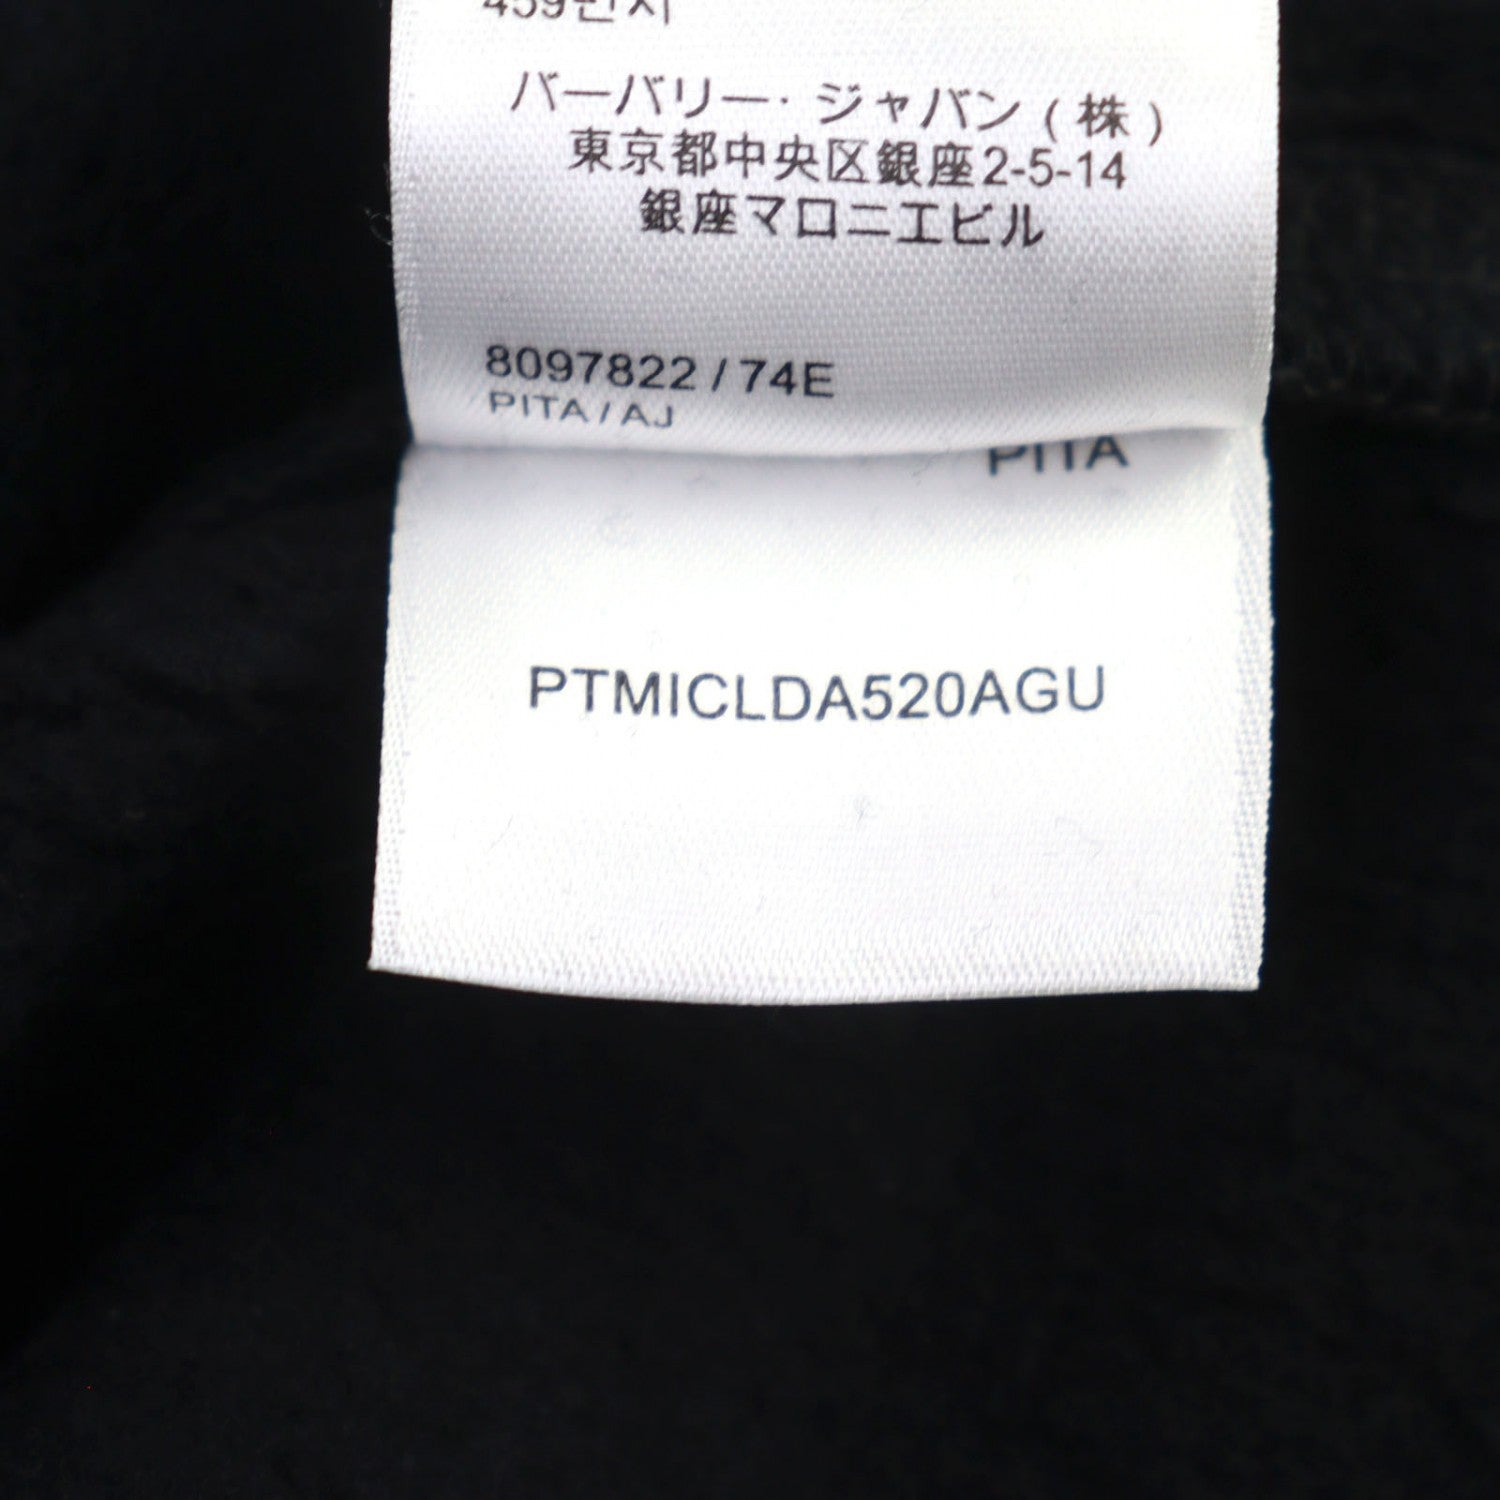 バーバリー・ジャパン(株)
東京都中央区銀座2-5-14
銀座マロニエビル
8097822 / 74E
PITA / AJ
PITA
PTMICLDA520AGU